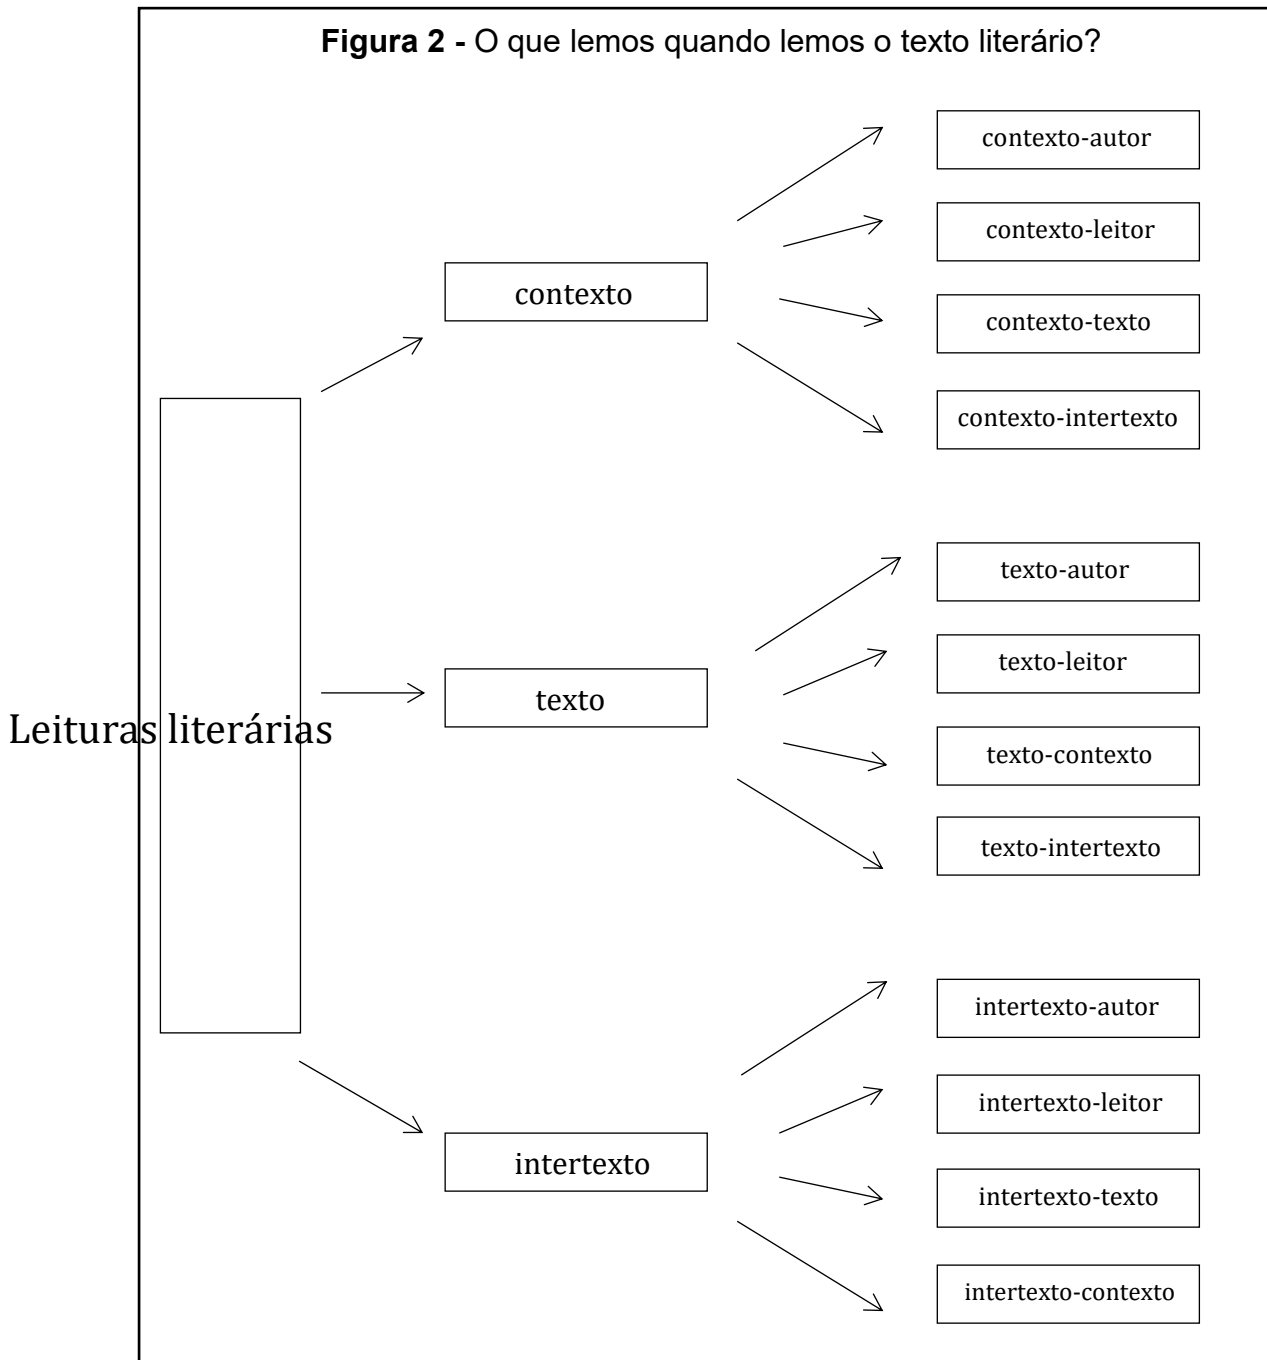 Figura 2 - O que lemos quando lemos o texto literário?
Leituras literárias
contexto
contexto-autor
contexto-leitor
contexto-texto
contexto-intertexto
texto
texto-autor
texto-leitor
texto-contexto
texto-intertexto
intertexto
intertexto-autor
intertexto-leitor
intertexto-texto
intertexto-contexto